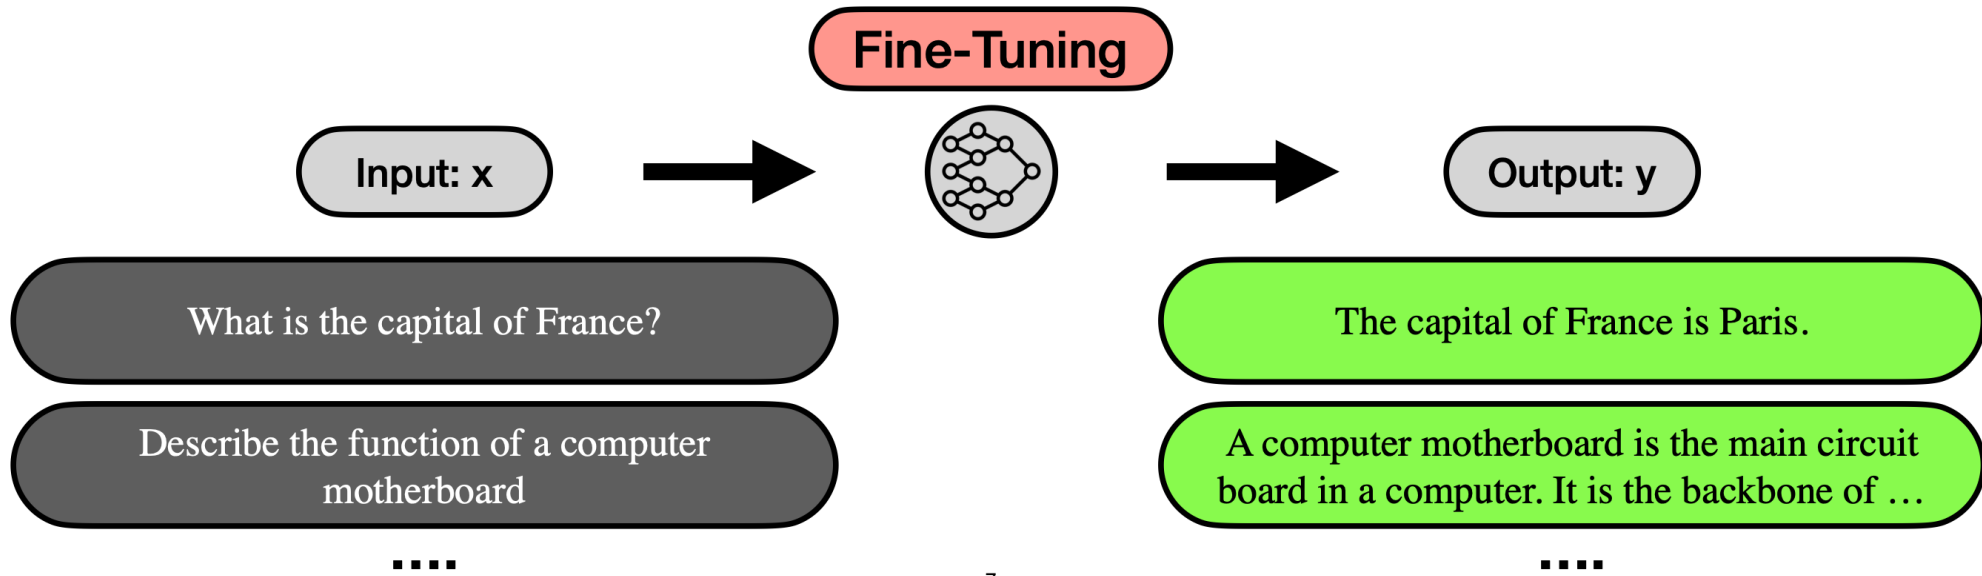 Fine-Tuning
Input: x
Output: y
What is the capital of France?
The capital of France is Paris.
Describe the function of a computer
motherboard
A computer motherboard is the main circuit
board in a computer. It is the backbone of …
....
....